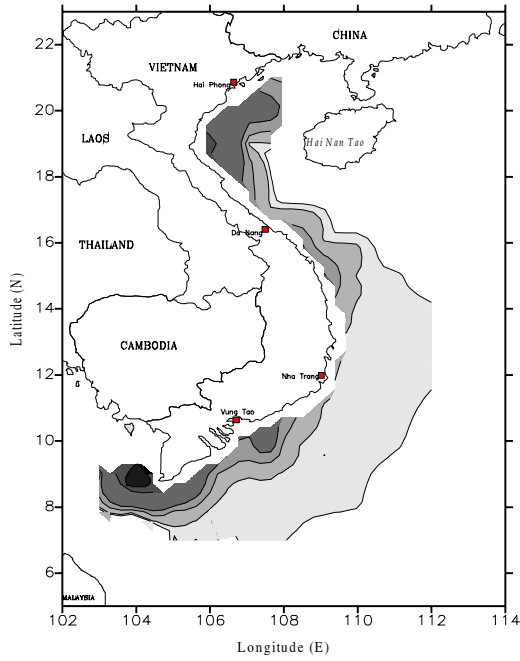 CHINA
22
VIETNAM
Hai Phong
20
LAOS
Hai Nan Tao
18
Da Nang
16
THAILAND
14
CAMBODIA
12
Nha Trang
Vung Tao
10
8
6
MALAYSIA
102 104 106 108 110 112 114
Longitude (E)
Latitude (N)